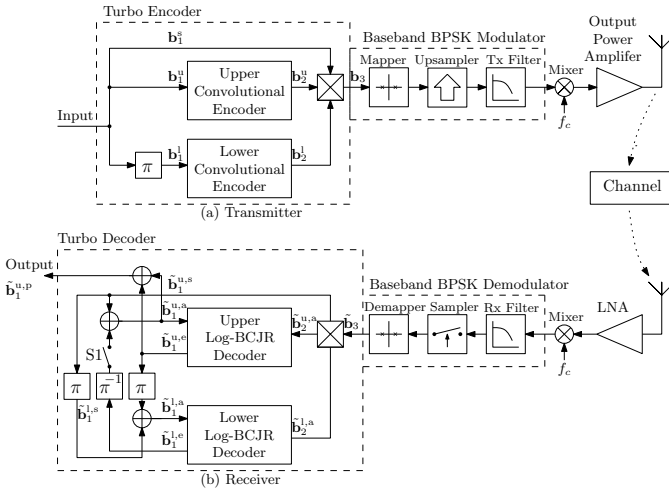 Turbo Encoder
b₁ˢ
b₁ᵘ
Upper
Convolutional
Encoder
b₂ᵘ
Input
b₁ˡ
π
Lower
Convolutional
Encoder
b₂ˡ
b₃
(a) Transmitter
Baseband BPSK Modulator
Mapper
Upsampler
Tx Filter
Mixer
f_c
Output
Power
Amplifer
Channel
Turbo Decoder
Output
b̃₁ᵘ,ᵖ
b̃₁ᵘ,ˢ
b̃₁ᵘ,ᵃ
b̃₁ᵘ,ᵉ
Upper
Log-BCJR
Decoder
b̃₂ᵘ,ᵃ
b̃₃
S1
π
π⁻¹
π
b̃₁ˡ,ˢ
b̃₁ˡ,ᵃ
b̃₁ˡ,ᵉ
Lower
Log-BCJR
Decoder
b̃₂ˡ,ᵃ
(b) Receiver
Baseband BPSK Demodulator
Demapper
Sampler
Rx Filter
Mixer
f_c
LNA